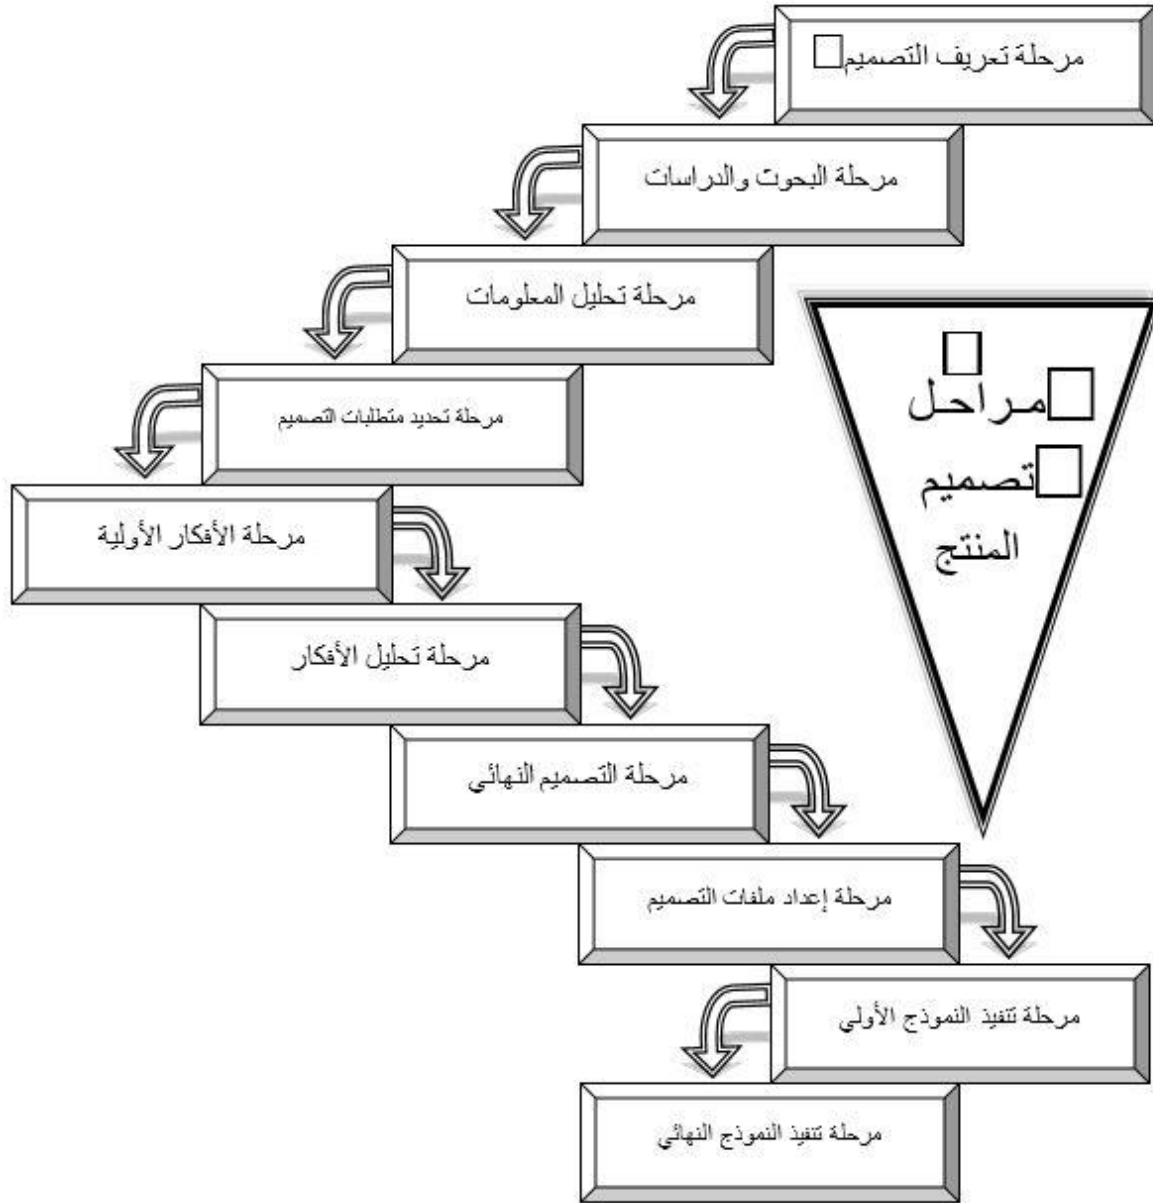 مرحلة تعريف التصميم
مرحلة البحوث والدراسات
مرحلة تحليل المعلومات
مرحلة تحديد متطلبات التصميم
مرحلة الأفكار الأولية
مرحلة تحليل الأفكار
مرحلة التصميم النهائي
مرحلة إعداد ملفات التصميم
مرحلة تنفيذ النموذج الأولي
مرحلة تنفيذ النموذج النهائي
مراحل
تصميم
المنتج